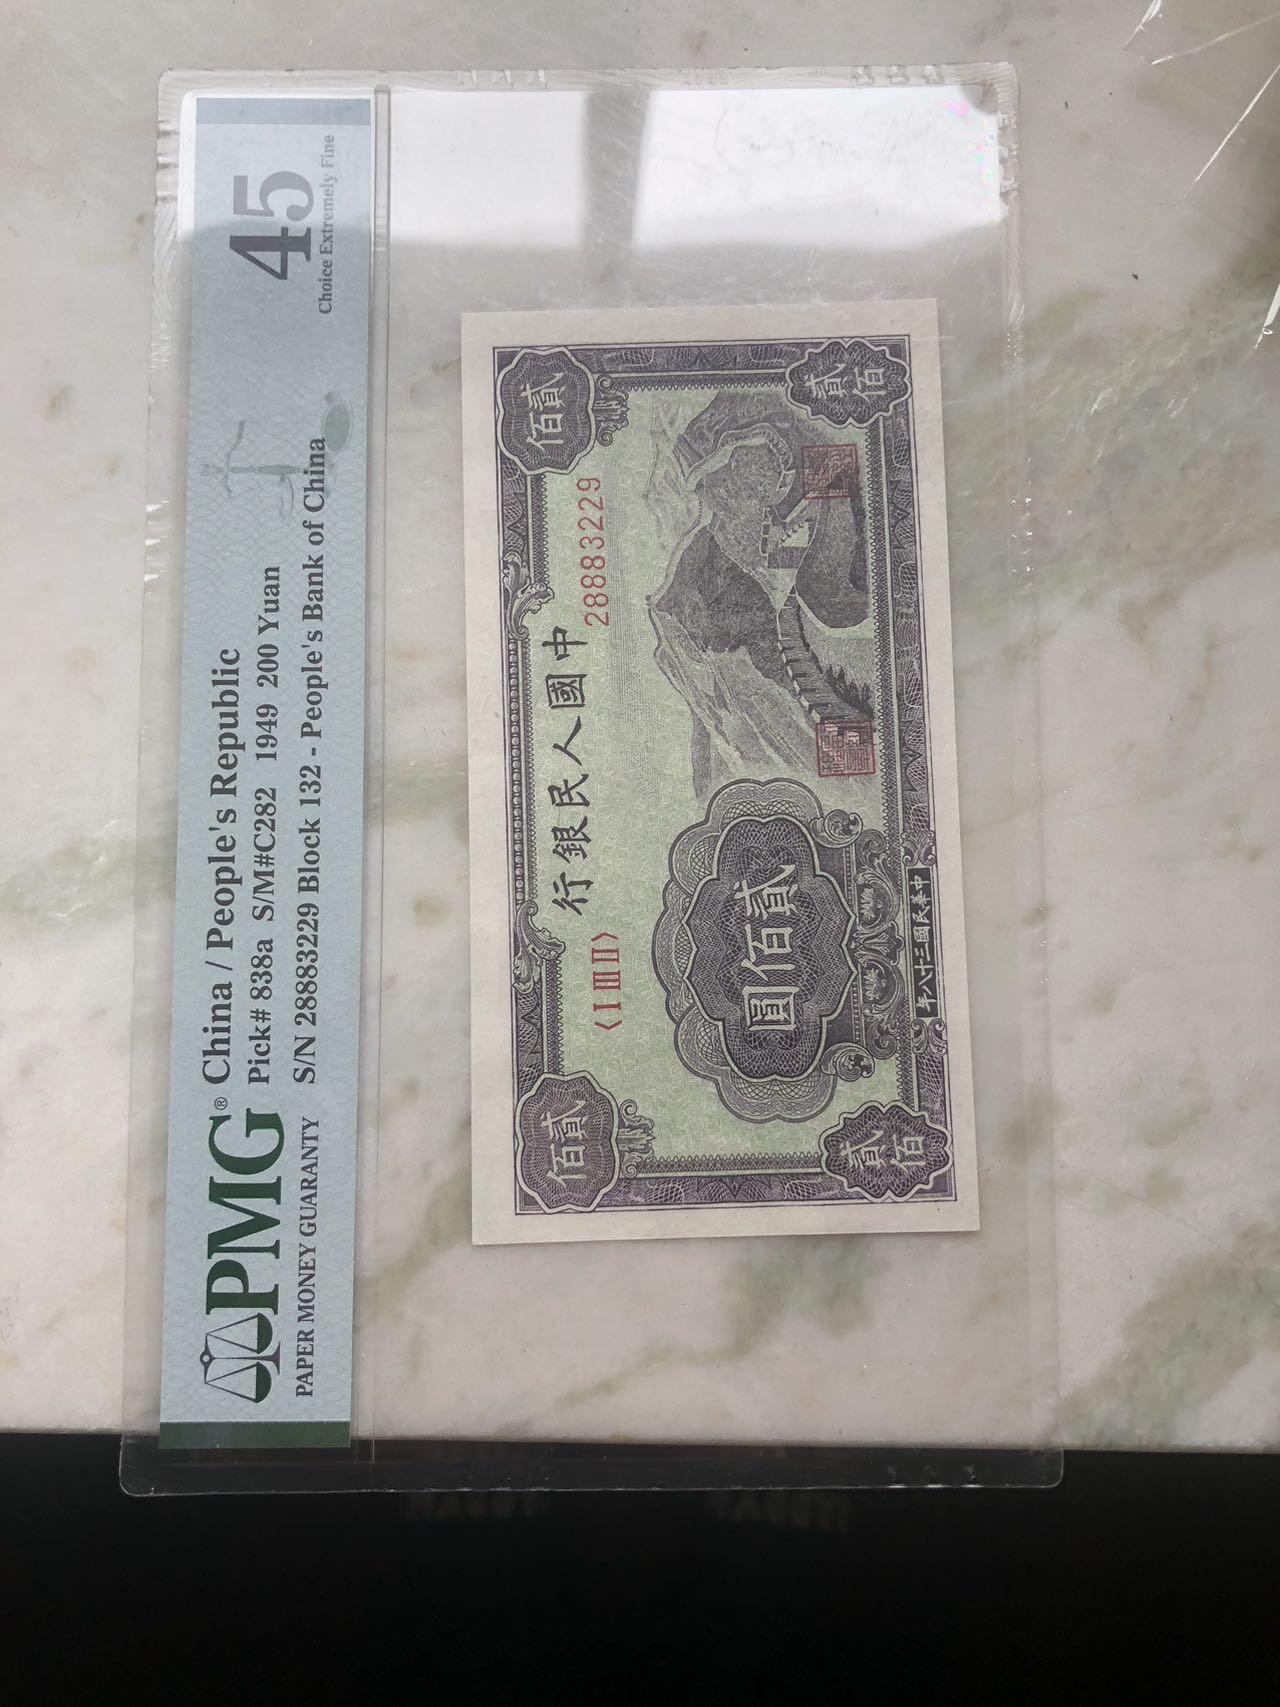 PMG®
PAPER MONEY GUARANTY
China / People's Republic
Pick# 838a S/M#C282 1949 200 Yuan
S/N 28883229 Block 132 - People's Bank of China
45
Choice Extremely Fine
貳佰
貳佰
行銀民人國中
〈I III II〉
28883229
貳佰圓
年八十三國民華中
貳佰
貳佰